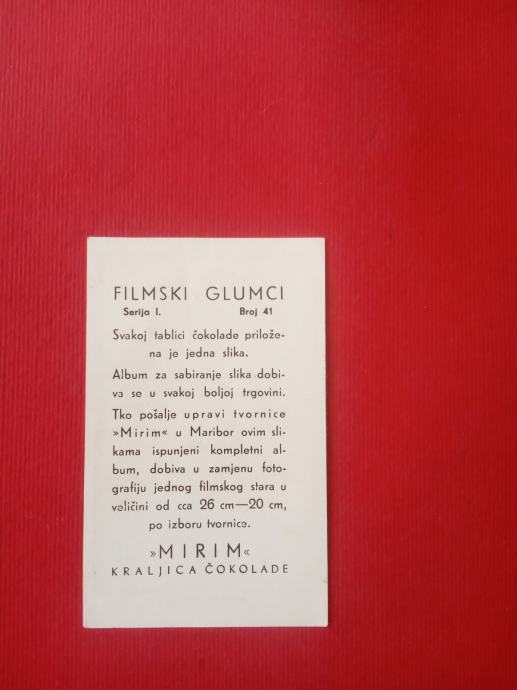 FILMSKI GLUMCI
Serija I. Broj 41
Svakoj tablici čokolade prilože-
na je jedna slika.
Album za sabiranje slika dobi-
va se u svakoj boljoj trgovini.
Tko pošalje upravi tvornice
»Mirim« u Maribor ovim sli-
kama ispunjeni kompletni al-
bum, dobiva u zamjenu foto-
grafiju jednog filmskog stara u
veličini od cca 26 cm—20 cm,
po izboru tvornice.
»MIRIM«
KRALJICA ČOKOLADE